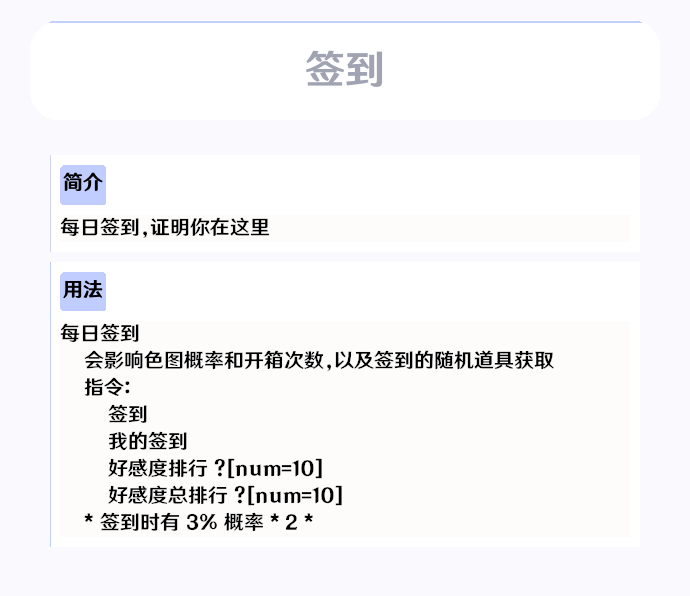 签到
简介
每日签到,证明你在这里
用法
每日签到
会影响色图概率和开箱次数,以及签到的随机道具获取
指令:
签到
我的签到
好感度排行 ?[num=10]
好感度总排行 ?[num=10]
* 签到时有 3% 概率 * 2 *